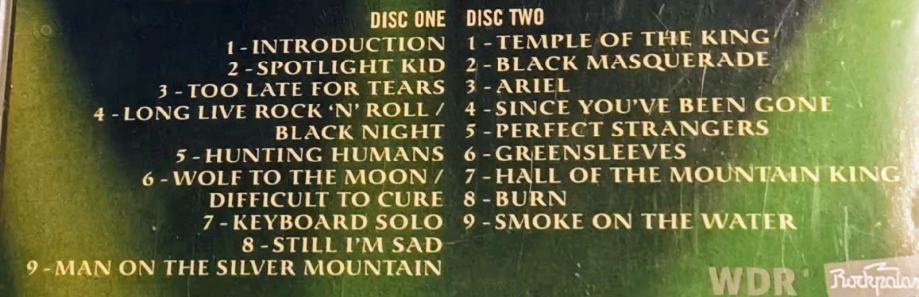 DISC ONE
1 - INTRODUCTION
2 - SPOTLIGHT KID
3 - TOO LATE FOR TEARS
4 - LONG LIVE ROCK 'N' ROLL /
BLACK NIGHT
5 - HUNTING HUMANS
6 - WOLF TO THE MOON /
DIFFICULT TO CURE
7 - KEYBOARD SOLO
8 - STILL I'M SAD
9 - MAN ON THE SILVER MOUNTAIN
DISC TWO
1 - TEMPLE OF THE KING
2 - BLACK MASQUERADE
3 - ARIEL
4 - SINCE YOU'VE BEEN GONE
5 - PERFECT STRANGERS
6 - GREENSLEEVES
7 - HALL OF THE MOUNTAIN KING
8 - BURN
9 - SMOKE ON THE WATER
WDR